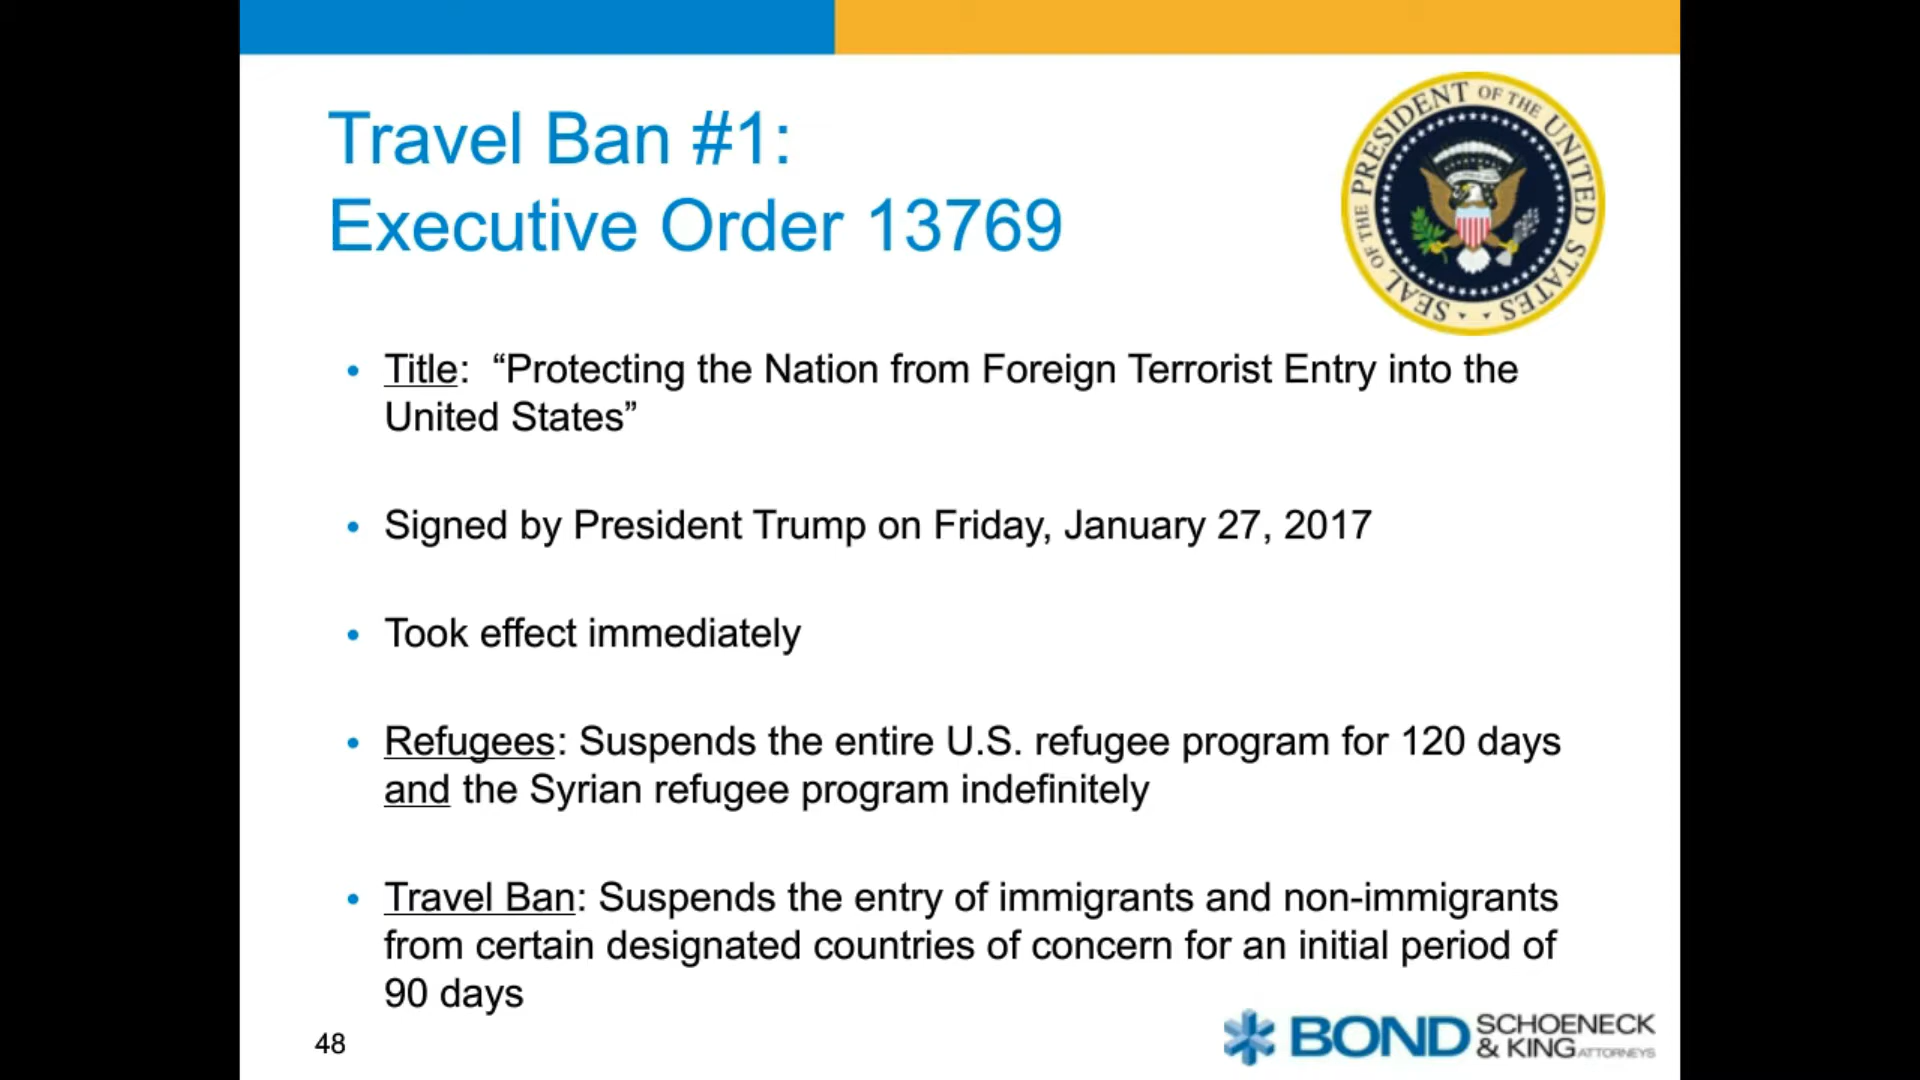 Travel Ban #1:
Executive Order 13769
SEAL OF THE PRESIDENT OF THE UNITED STATES
• Title: “Protecting the Nation from Foreign Terrorist Entry into the
United States”
• Signed by President Trump on Friday, January 27, 2017
• Took effect immediately
• Refugees: Suspends the entire U.S. refugee program for 120 days
and the Syrian refugee program indefinitely
• Travel Ban: Suspends the entry of immigrants and non-immigrants
from certain designated countries of concern for an initial period of
90 days
48
BOND SCHOENECK
& KING ATTORNEYS